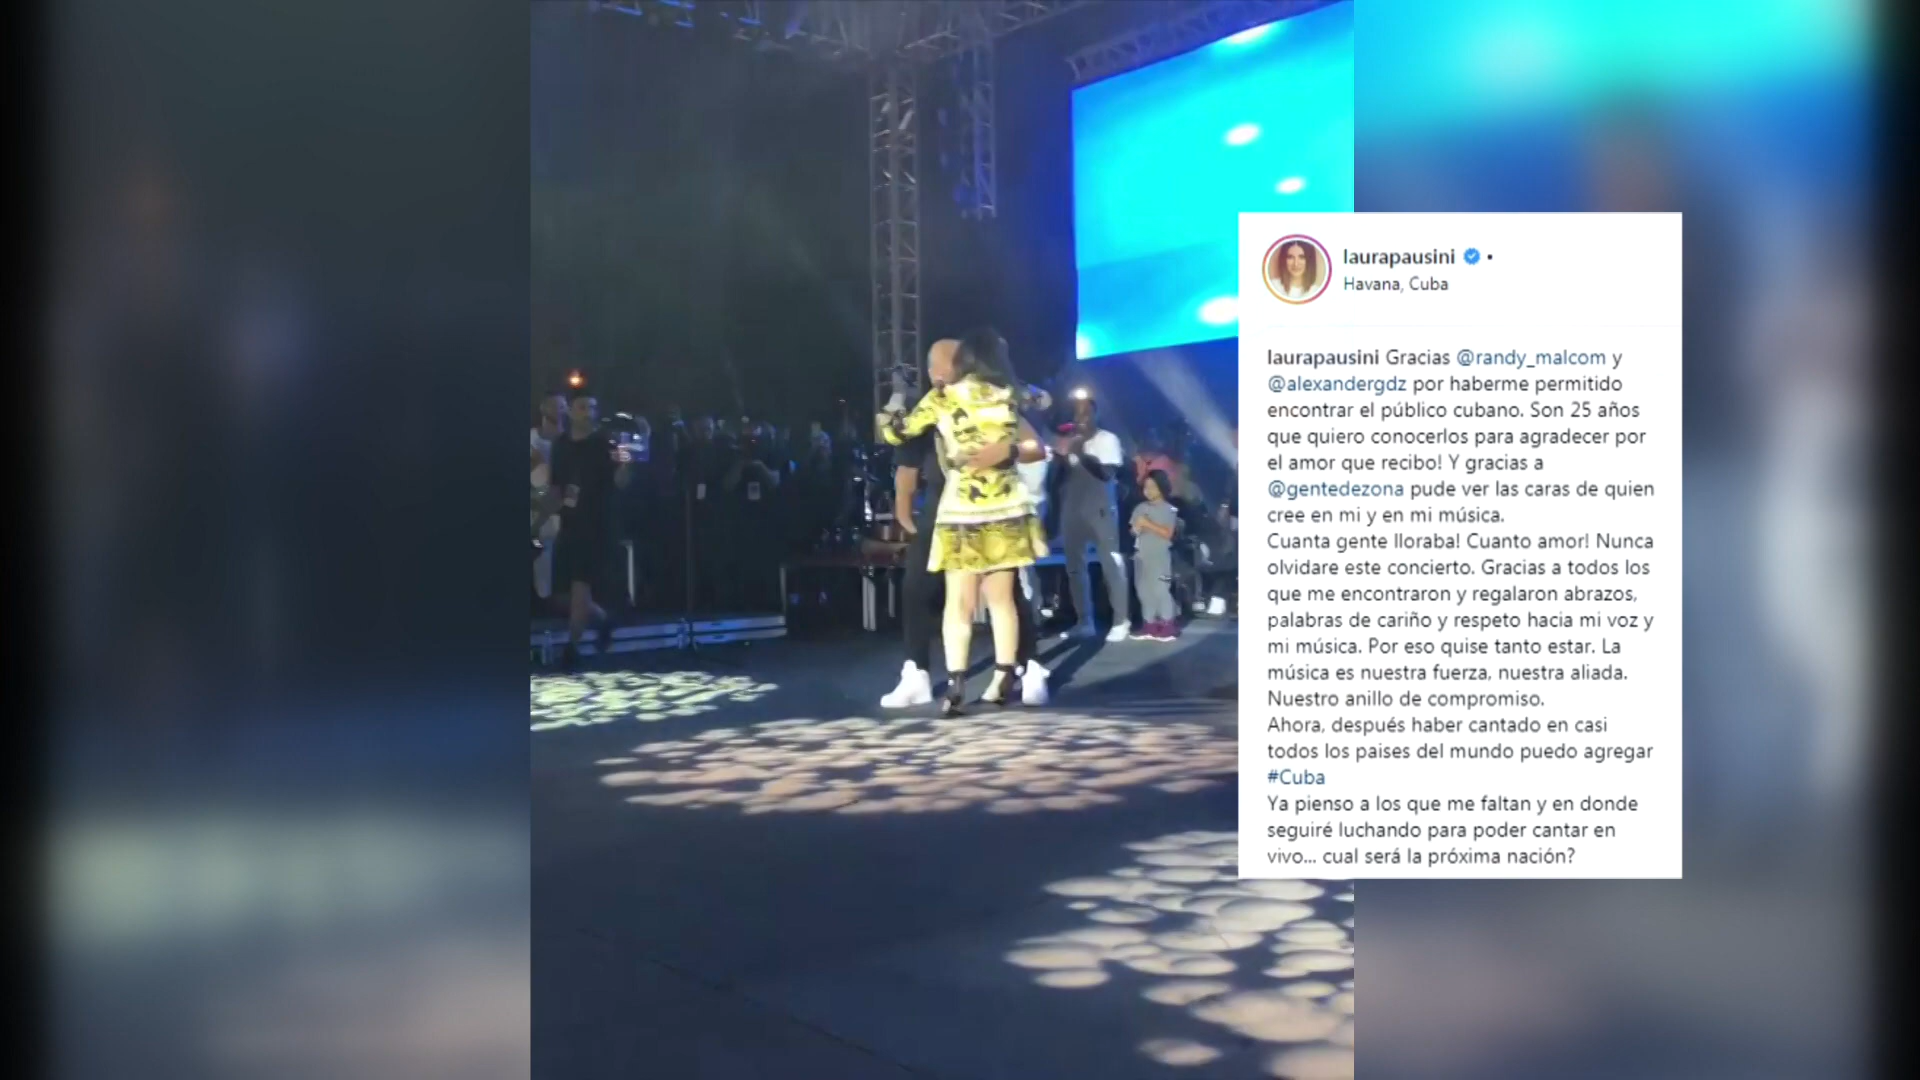 laurapausini •
Havana, Cuba
laurapausini Gracias @randy_malcom y
@alexandergdz por haberme permitido
encontrar el público cubano. Son 25 años
que quiero conocerlos para agradecer por
el amor que recibo! Y gracias a
@gentedezona pude ver las caras de quien
cree en mi y en mi música.
Cuanta gente lloraba! Cuanto amor! Nunca
olvidare este concierto. Gracias a todos los
que me encontraron y regalaron abrazos,
palabras de cariño y respeto hacia mi voz y
mi música. Por eso quise tanto estar. La
música es nuestra fuerza, nuestra aliada.
Nuestro anillo de compromiso.
Ahora, después haber cantado en casi
todos los paises del mundo puedo agregar
#Cuba
Ya pienso a los que me faltan y en donde
seguiré luchando para poder cantar en
vivo... cual será la próxima nación?